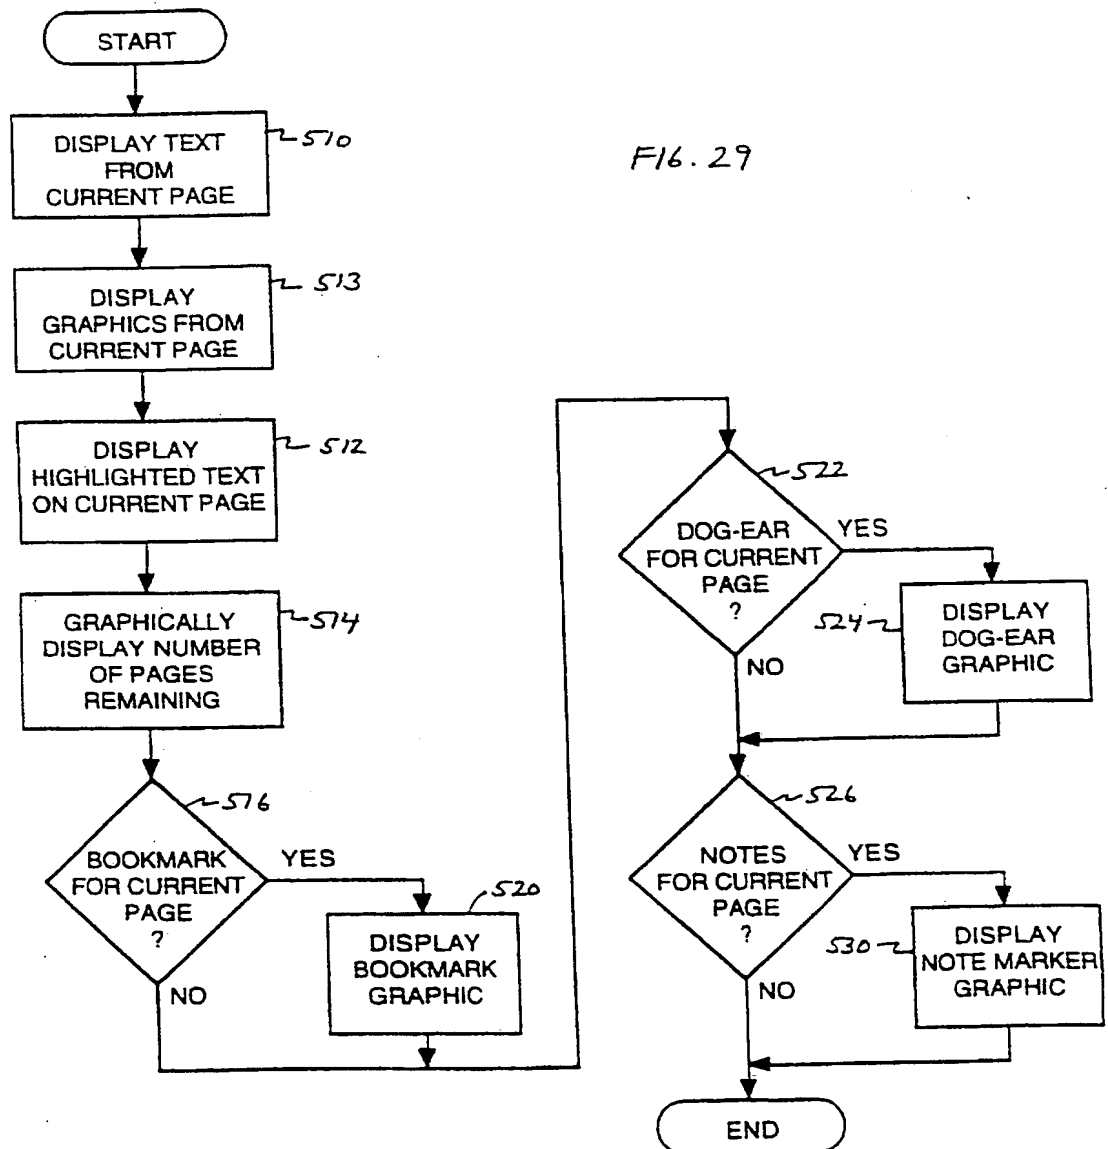 START
DISPLAY TEXT
FROM
CURRENT PAGE
510
FIG. 29
DISPLAY
GRAPHICS FROM
CURRENT PAGE
513
DISPLAY
HIGHLIGHTED TEXT
ON CURRENT PAGE
512
GRAPHICALLY
DISPLAY NUMBER
OF PAGES
REMAINING
514
BOOKMARK
FOR CURRENT
PAGE
?
516
YES
NO
DISPLAY
BOOKMARK
GRAPHIC
520
DOG-EAR
FOR CURRENT
PAGE
?
522
YES
NO
DISPLAY
DOG-EAR
GRAPHIC
524
NOTES
FOR CURRENT
PAGE
?
526
YES
NO
DISPLAY
NOTE MARKER
GRAPHIC
530
END